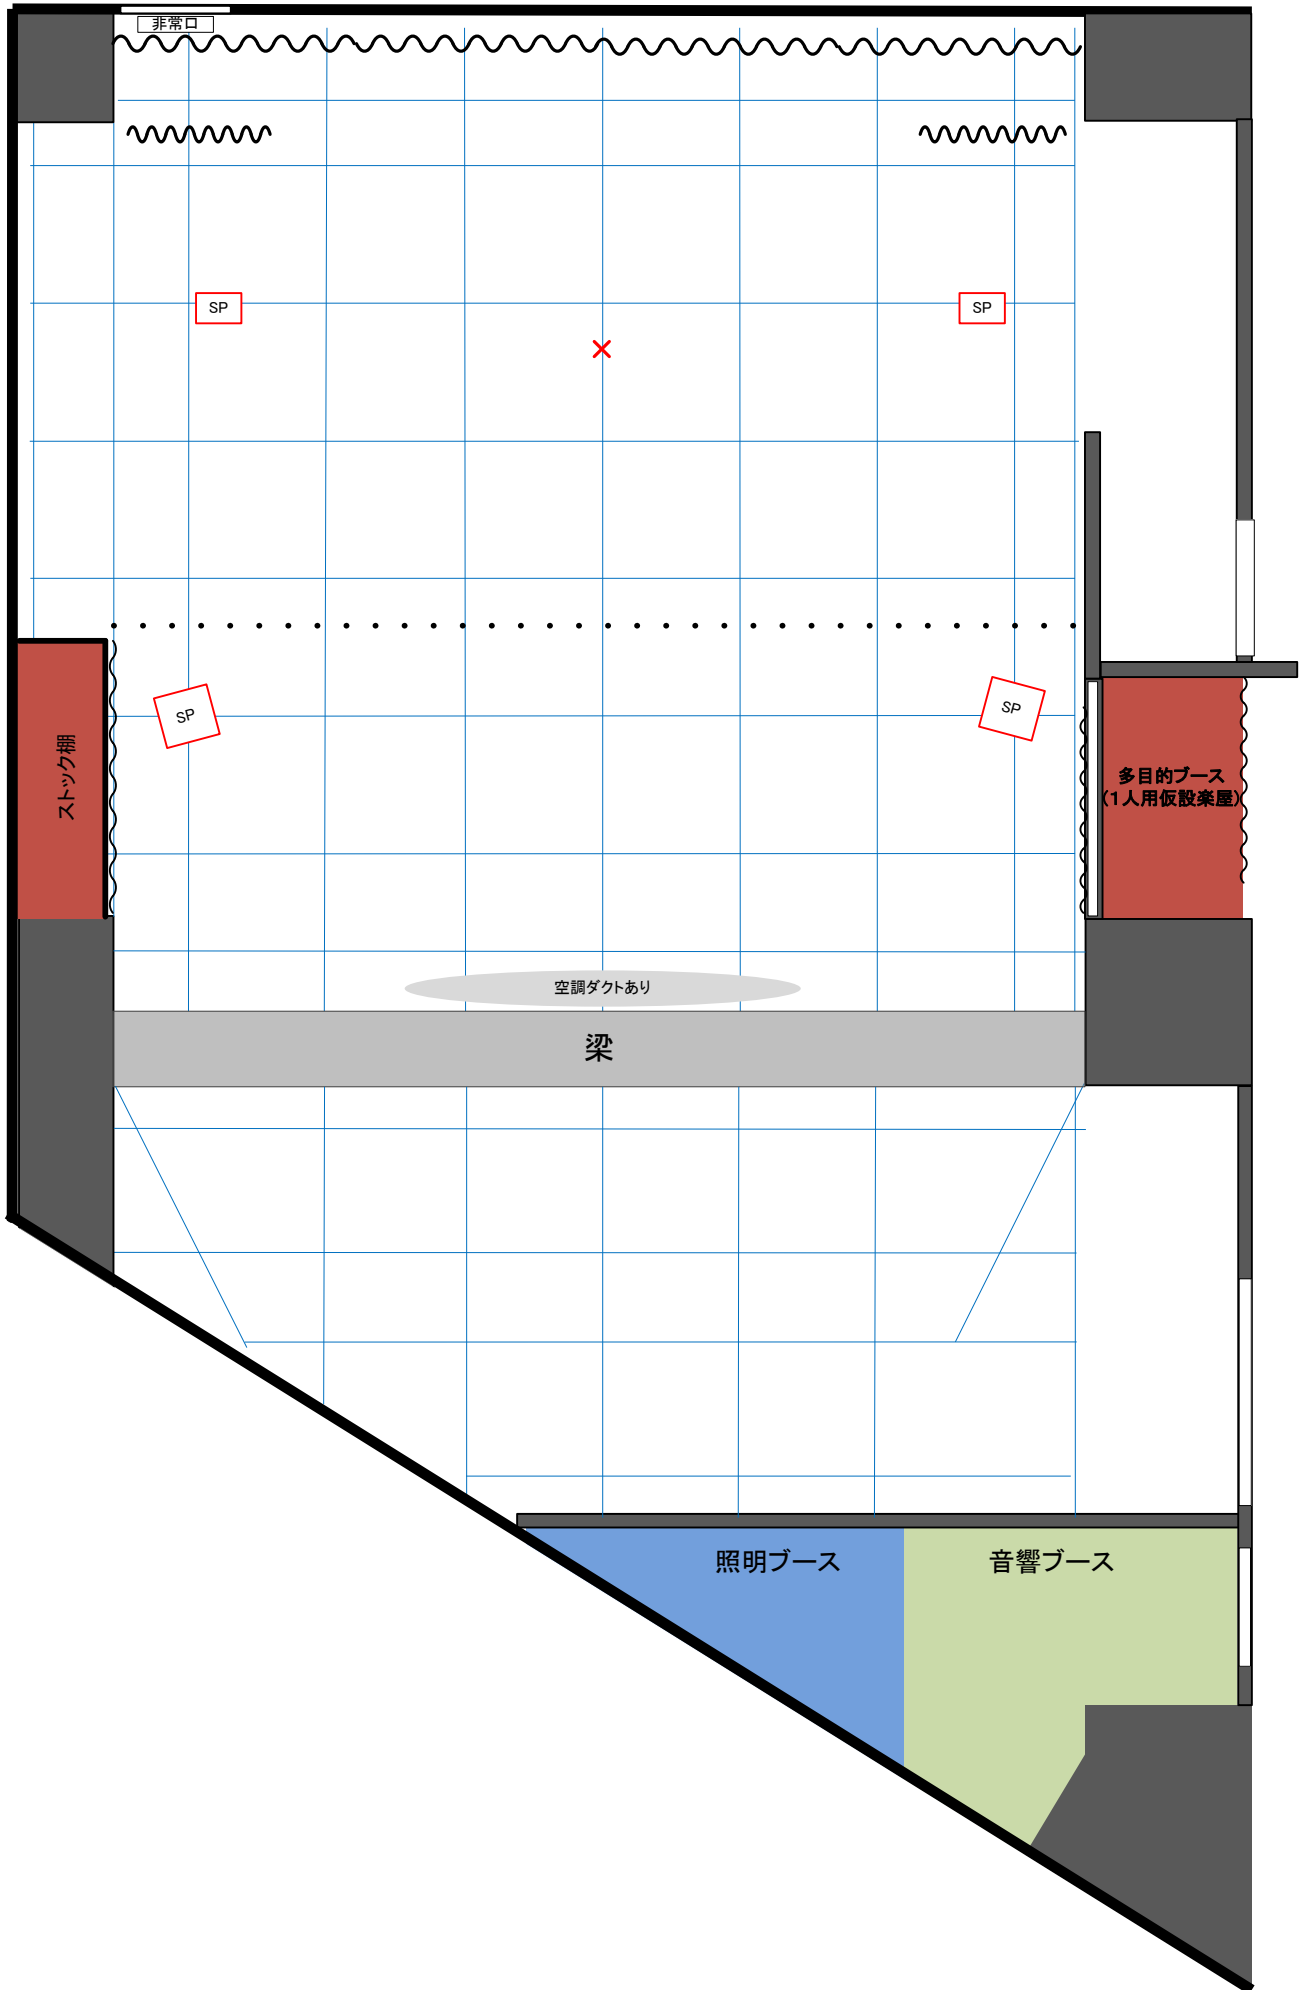 非常口
SP
SP
SP
SP
ストック棚
多目的ブース
(1人用仮設楽屋)
空調ダクトあり
梁
照明ブース
音響ブース